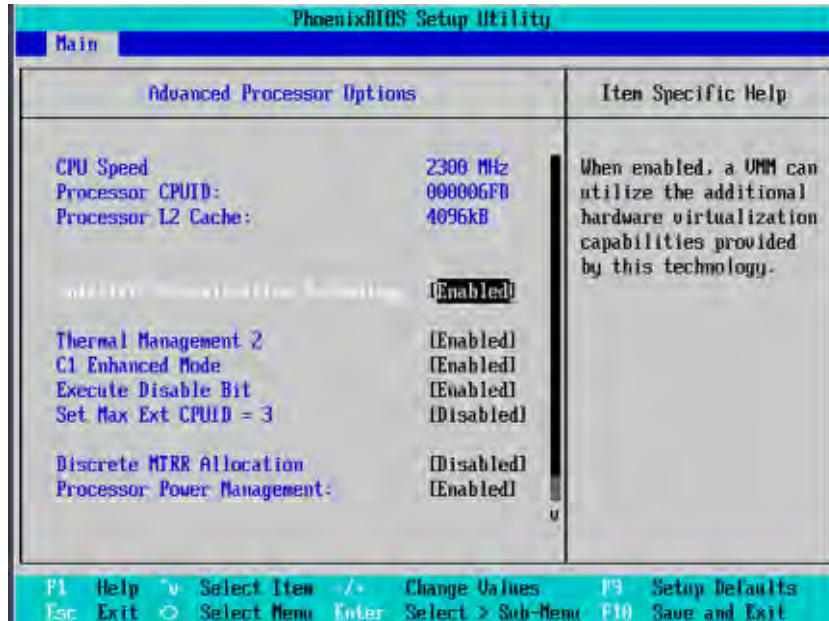 PhoenixBIOS Setup Utility
Main
Advanced Processor Options
Item Specific Help
CPU Speed 2300 MHz
Processor CPUID: 000006FB
Processor L2 Cache: 4096kB
[Enabled]
Thermal Management 2 [Enabled]
C1 Enhanced Mode [Enabled]
Execute Disable Bit [Enabled]
Set Max Ext CPUID = 3 [Disabled]
Discrete MTRR Allocation [Disabled]
Processor Power Management: [Enabled]
When enabled, a VMM can
utilize the additional
hardware virtualization
capabilities provided
by this technology.
F1 Help ^v Select Item -/+ Change Values F9 Setup Defaults
Esc Exit <> Select Menu Enter Select > Sub-Menu F10 Save and Exit